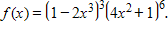 f(x) = (1 − 2x³)³(4x² + 1)⁶.